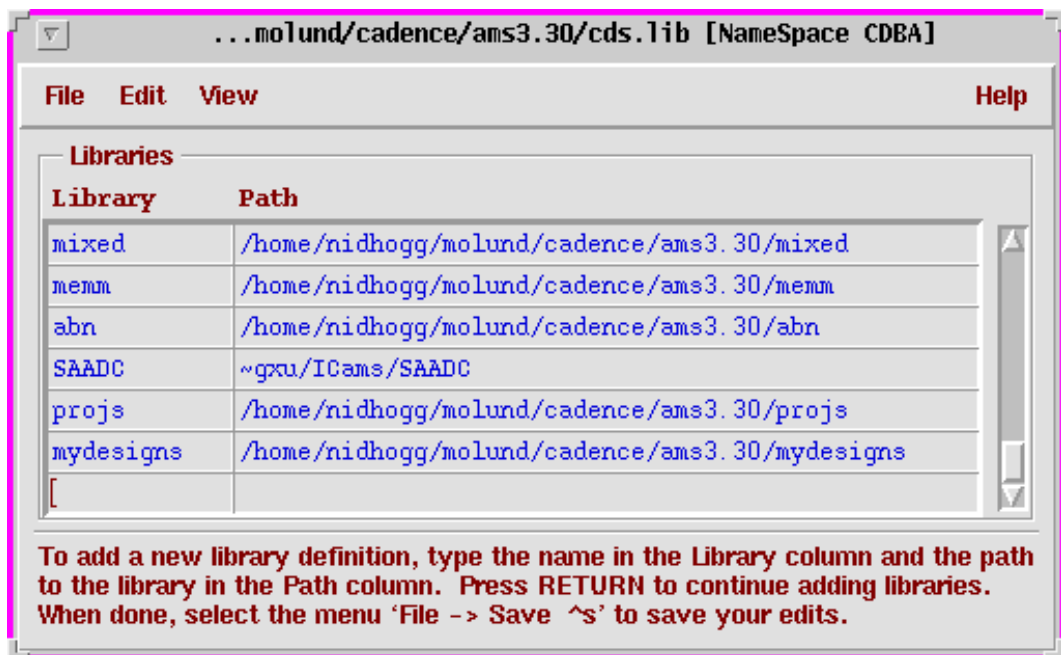 ...molund/cadence/ams3.30/cds.lib [NameSpace CDBA]
File Edit View Help
Libraries
Library Path
mixed /home/nidhogg/molund/cadence/ams3.30/mixed
memm /home/nidhogg/molund/cadence/ams3.30/memm
abn /home/nidhogg/molund/cadence/ams3.30/abn
SAADC ~gxu/ICams/SAADC
projs /home/nidhogg/molund/cadence/ams3.30/projs
mydesigns /home/nidhogg/molund/cadence/ams3.30/mydesigns
[
To add a new library definition, type the name in the Library column and the path
to the library in the Path column. Press RETURN to continue adding libraries.
When done, select the menu ‘File -> Save ^s’ to save your edits.